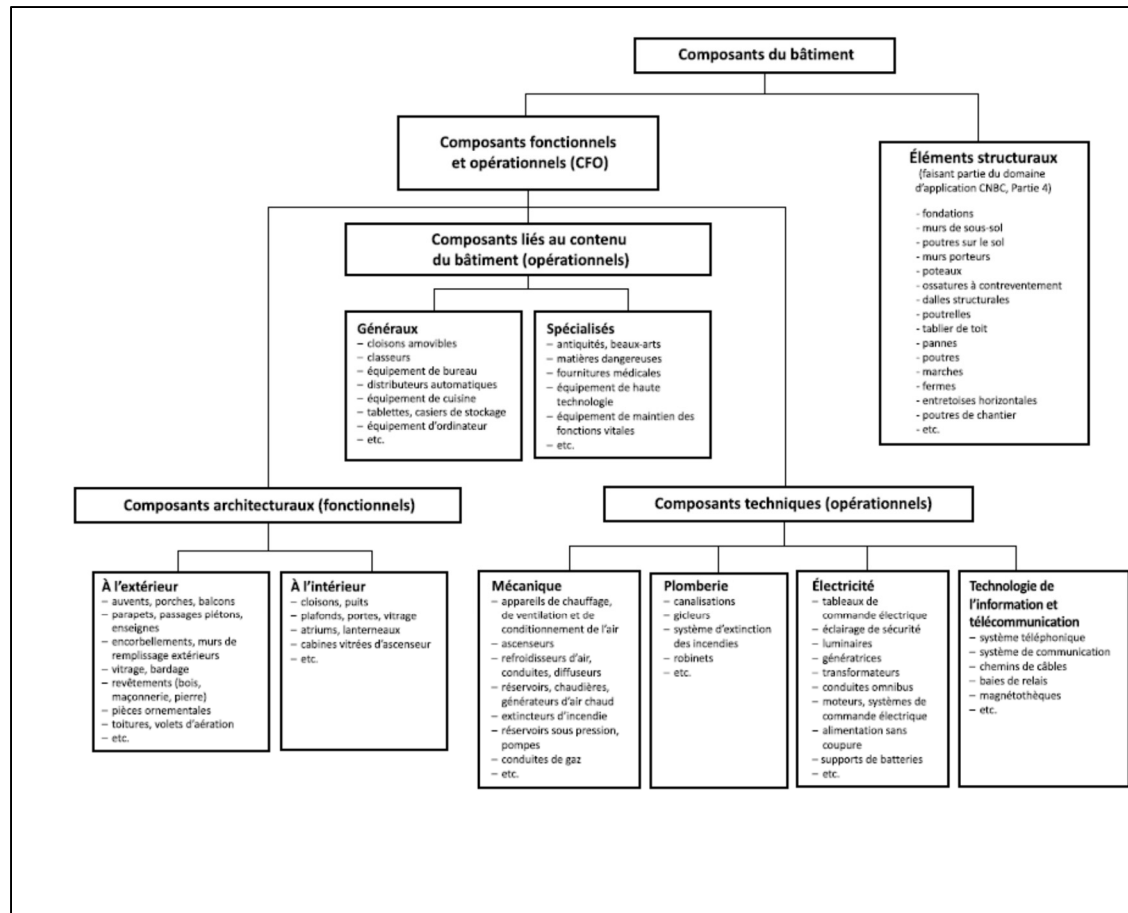 Composants du bâtiment
Composants fonctionnels
et opérationnels (CFO)
Éléments structuraux
(faisant partie du domaine
d'application CNBC, Partie 4)
- fondations
- murs de sous-sol
- poutres sur le sol
- murs porteurs
- poteaux
- ossatures à contreventement
- dalles structurales
- poutrelles
- tablier de toit
- pannes
- poutres
- marches
- fermes
- entretoises horizontales
- poutres de chantier
- etc.
Composants liés au contenu
du bâtiment (opérationnels)
Généraux
– cloisons amovibles
– classeurs
– équipement de bureau
– distributeurs automatiques
– équipement de cuisine
– tablettes, casiers de stockage
– équipement d'ordinateur
– etc.
Spécialisés
– antiquités, beaux-arts
– matières dangereuses
– fournitures médicales
– équipement de haute
technologie
– équipement de maintien des
fonctions vitales
– etc.
Composants architecturaux (fonctionnels)
À l'extérieur
– auvents, porches, balcons
– parapets, passages piétons,
enseignes
– encorbellements, murs de
remplissage extérieurs
– vitrage, bardage
– revêtements (bois,
maçonnerie, pierre)
– pièces ornementales
– toitures, volets d'aération
– etc.
À l'intérieur
– cloisons, puits
– plafonds, portes, vitrage
– atriums, lanterneaux
– cabines vitrées d'ascenseur
– etc.
Composants techniques (opérationnels)
Mécanique
– appareils de chauffage,
de ventilation et de
conditionnement de l'air
– ascenseurs
– refroidisseurs d'air,
conduites, diffuseurs
– réservoirs, chaudières,
générateurs d'air chaud
– extincteurs d'incendie
– réservoirs sous pression,
pompes
– conduites de gaz
– etc.
Plomberie
– canalisations
– gicleurs
– système d'extinction
des incendies
– robinets
– etc.
Électricité
– tableaux de
commande électrique
– éclairage de sécurité
– luminaires
– génératrices
– transformateurs
– conduites omnibus
– moteurs, systèmes de
commande électrique
– alimentation sans
coupure
– supports de batteries
– etc.
Technologie de
l'information et
télécommunication
– système téléphonique
– système de communication
– chemins de câbles
– baies de relais
– magnétothèques
– etc.